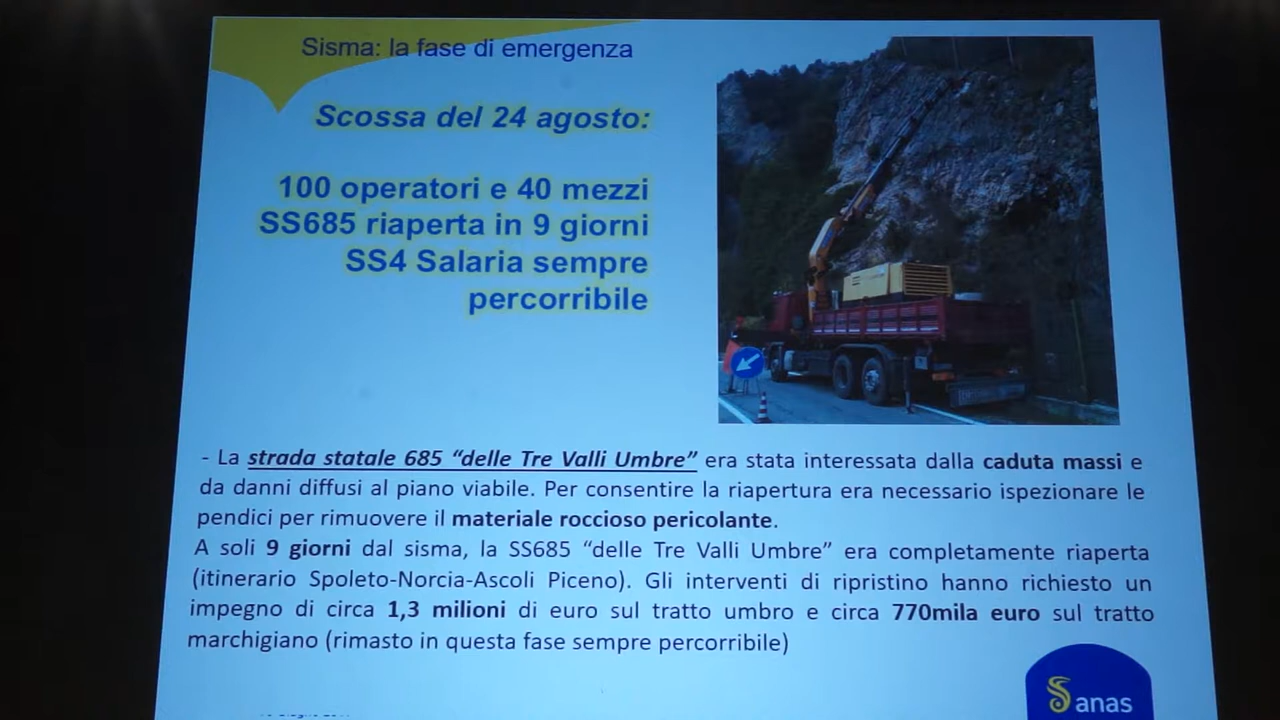 Sisma: la fase di emergenza
Scossa del 24 agosto:
100 operatori e 40 mezzi
SS685 riaperta in 9 giorni
SS4 Salaria sempre
percorribile
- La strada statale 685 “delle Tre Valli Umbre” era stata interessata dalla caduta massi e
da danni diffusi al piano viabile. Per consentire la riapertura era necessario ispezionare le
pendici per rimuovere il materiale roccioso pericolante.
A soli 9 giorni dal sisma, la SS685 “delle Tre Valli Umbre” era completamente riaperta
(itinerario Spoleto-Norcia-Ascoli Piceno). Gli interventi di ripristino hanno richiesto un
impegno di circa 1,3 milioni di euro sul tratto umbro e circa 770mila euro sul tratto
marchigiano (rimasto in questa fase sempre percorribile)
anas